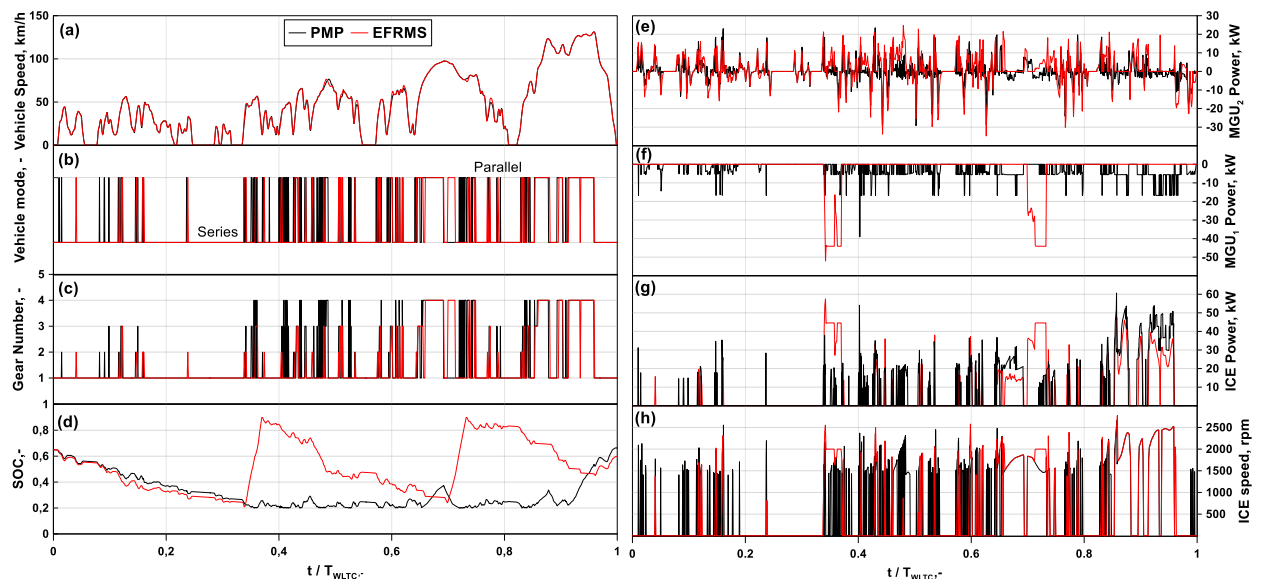 (a)
PMP EFRMS
Vehicle Speed, km/h
150
100
50
0
(b)
Parallel
Series
Vehicle mode, -
(c)
Gear Number, -
5
4
3
2
1
(d)
SOC,-
1
0,8
0,6
0,4
0,2
0
0 0,2 0,4 0,6 0,8 1
t / TWLTC,-
(e)
MGU2 Power, kW
30
20
10
0
-10
-20
-30
(f)
MGU1 Power, kW
0
-10
-20
-30
-40
-50
(g)
ICE Power, kW
60
50
40
30
20
10
(h)
ICE speed, rpm
2500
2000
1500
1000
500
0 0.2 0.4 0.6 0.8 1
t / TWLTC,-